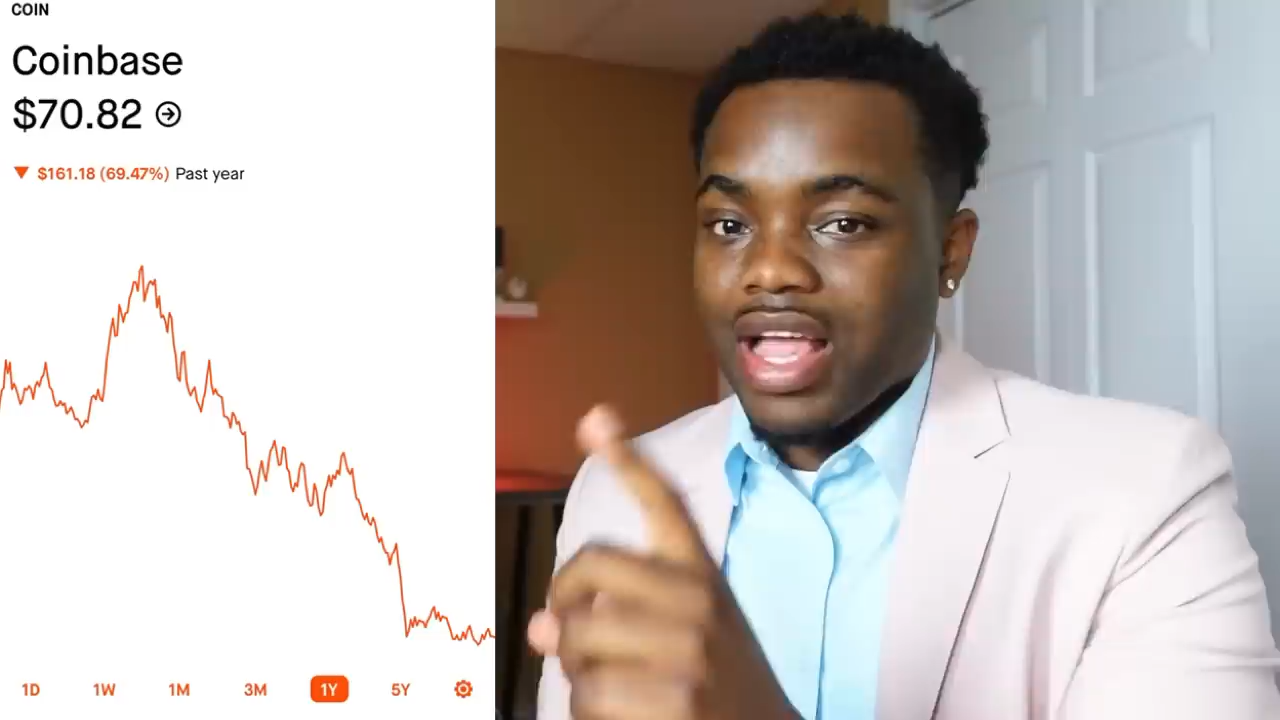 COIN
Coinbase
$70.82
▼ $161.18 (69.47%) Past year
1D 1W 1M 3M 1Y 5Y